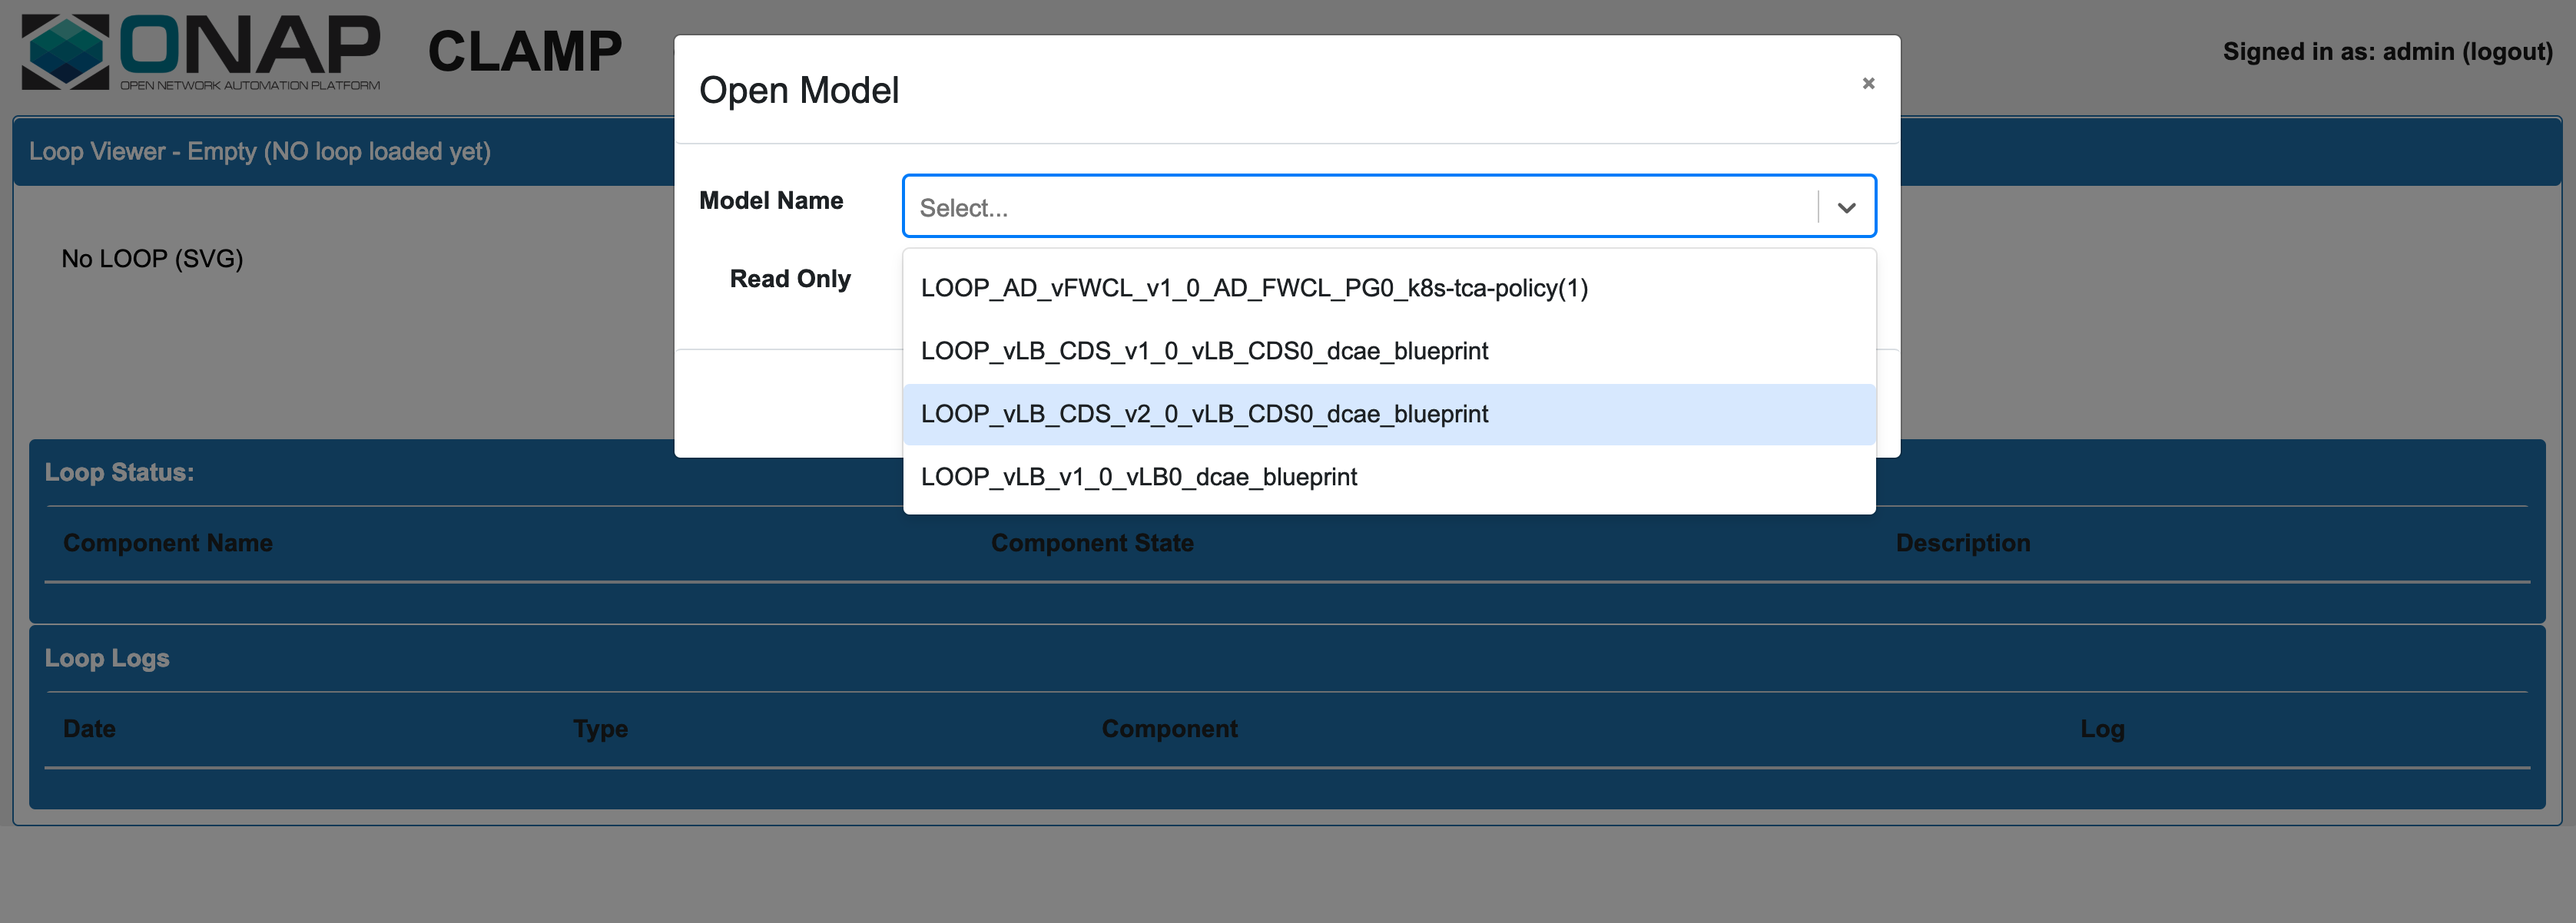 ONAP
OPEN NETWORK AUTOMATION PLATFORM
CLAMP
Signed in as: admin (logout)
Open Model
×
Loop Viewer - Empty (NO loop loaded yet)
Model Name
Select...
No LOOP (SVG)
Read Only
LOOP_AD_vFWCL_v1_0_AD_FWCL_PG0_k8s-tca-policy(1)
LOOP_vLB_CDS_v1_0_vLB_CDS0_dcae_blueprint
LOOP_vLB_CDS_v2_0_vLB_CDS0_dcae_blueprint
LOOP_vLB_v1_0_vLB0_dcae_blueprint
Loop Status:
Component Name Component State Description
Loop Logs
Date Type Component Log